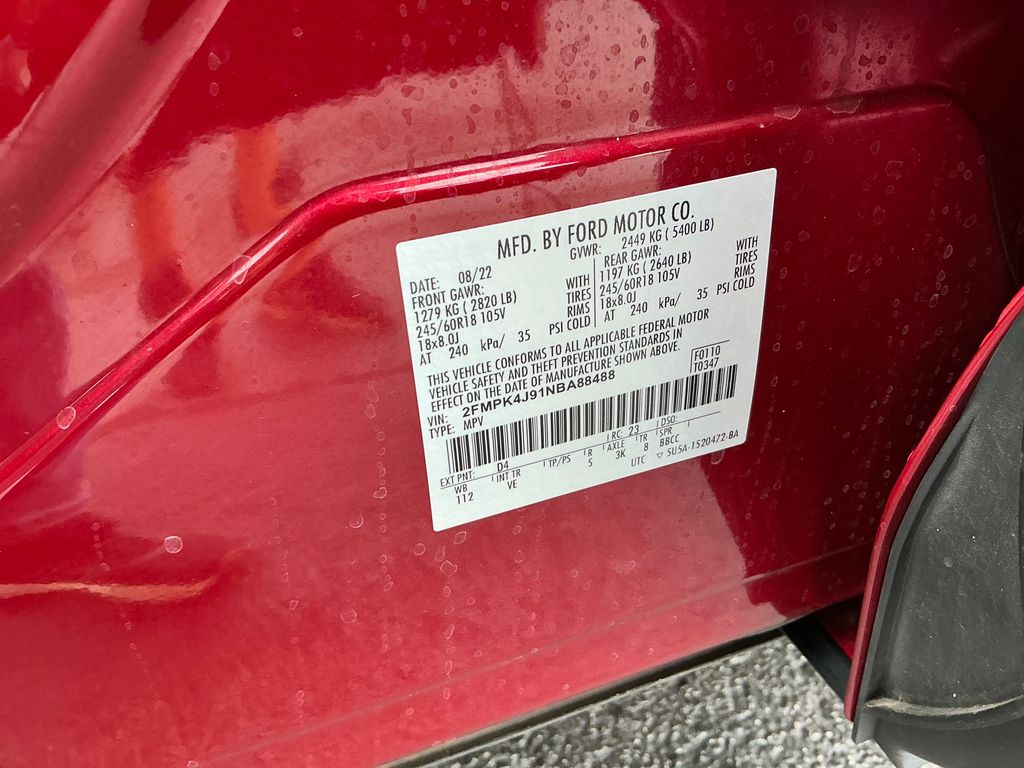 MFD. BY FORD MOTOR CO.
DATE: 08/22 GVWR: 2449 KG ( 5400 LB)
FRONT GAWR: WITH REAR GAWR: WITH
1279 KG ( 2820 LB) TIRES 1197 KG ( 2640 LB) TIRES
245/60R18 105V RIMS 245/60R18 105V RIMS
18x8.0J PSI COLD 18x8.0J PSI COLD
AT 240 kPa/ 35 AT 240 kPa/ 35
THIS VEHICLE CONFORMS TO ALL APPLICABLE FEDERAL MOTOR
VEHICLE SAFETY AND THEFT PREVENTION STANDARDS IN
EFFECT ON THE DATE OF MANUFACTURE SHOWN ABOVE.
VIN: 2FMPK4J91NBA88488 F0110
TYPE: MPV T0347
EXT PNT: D4 RC: 23 DSO:
WB INT TR TP/PS R AXLE TR SPR
112 VE S 3K 8 BBCC
UTC ▽ 5U5A-1520472-BA